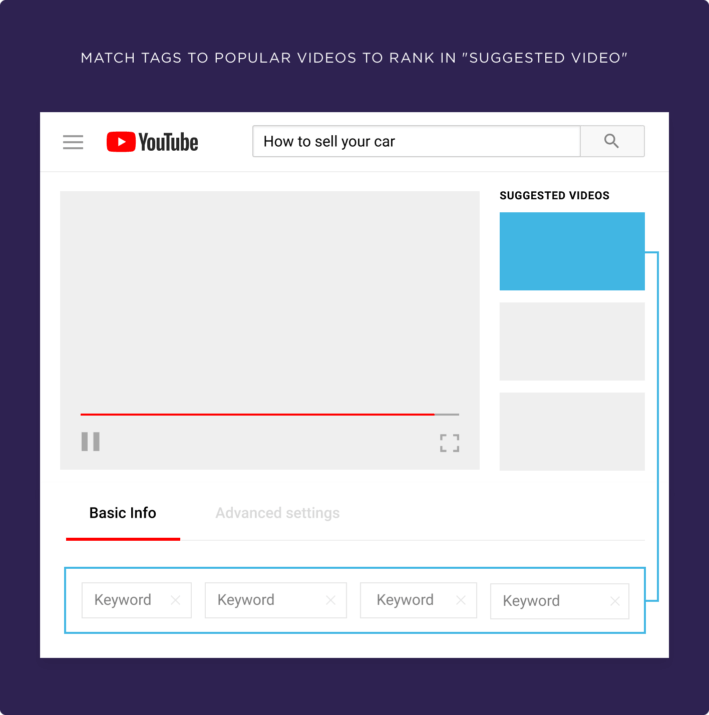 MATCH TAGS TO POPULAR VIDEOS TO RANK IN "SUGGESTED VIDEO"
YouTube
How to sell your car
SUGGESTED VIDEOS
Basic Info
Advanced settings
Keyword
Keyword
Keyword
Keyword